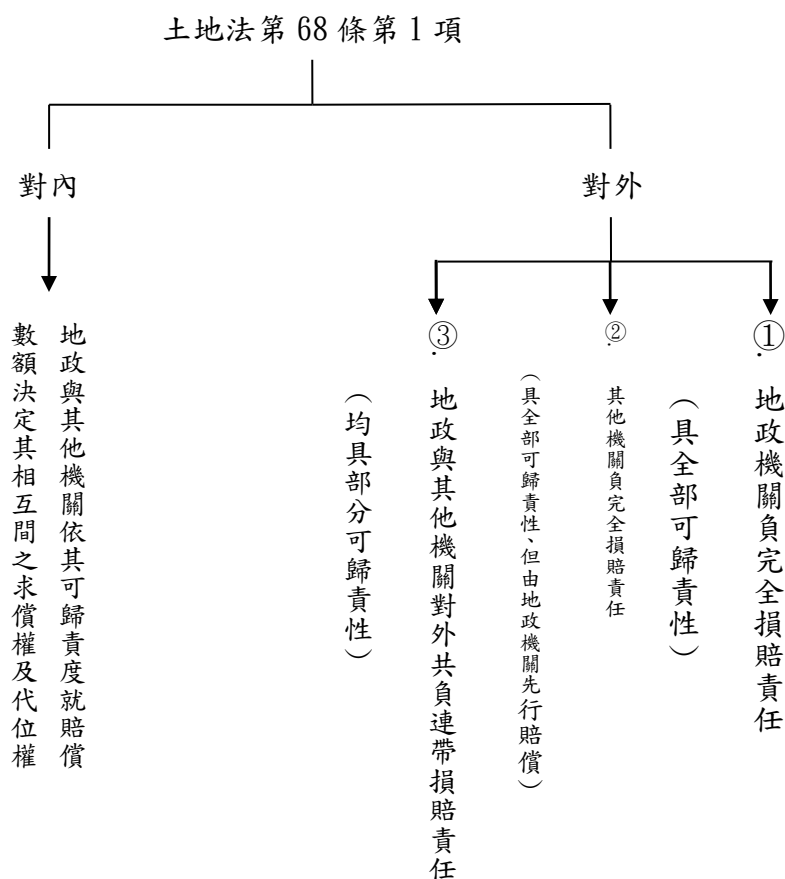 土地法第 68 條第 1 項
對內
對外
①. 地政機關負完全損賠責任
（具全部可歸責性）
②. 其他機關負完全損賠責任
（具全部可歸責性、但由地政機關先行賠償）
③. 地政與其他機關對外共負連帶損賠責任
（均具部分可歸責性）
地政與其他機關依其可歸責度就賠償
數額決定其相互間之求償權及代位權